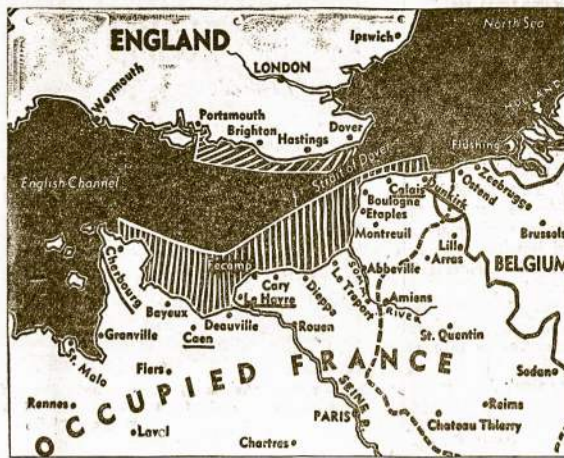 North Sea
Ipswich
ENGLAND
LONDON
HOLLAND
Weymouth
Portsmouth
Brighton
Hastings
Dover
Strait of Dover
Flushing
English Channel
Calais
Dunkirk
Ostend
Zeebrugge
Boulogne
Etaples
Montreuil
Lille
Arras
Brussels
BELGIUM
Cherbourg
Fecamp
Cary
Le Havre
Dieppe
Le Treport
Abbeville
SOMME
RIVER
Amiens
Bayeux
Caen
Deauville
Rouen
St. Quentin
Granville
St. Malo
Flers
Sedan
OCCUPIED FRANCE
SEINE R.
PARIS
Rennes
Laval
Chartres
Reims
Chateau Thierry